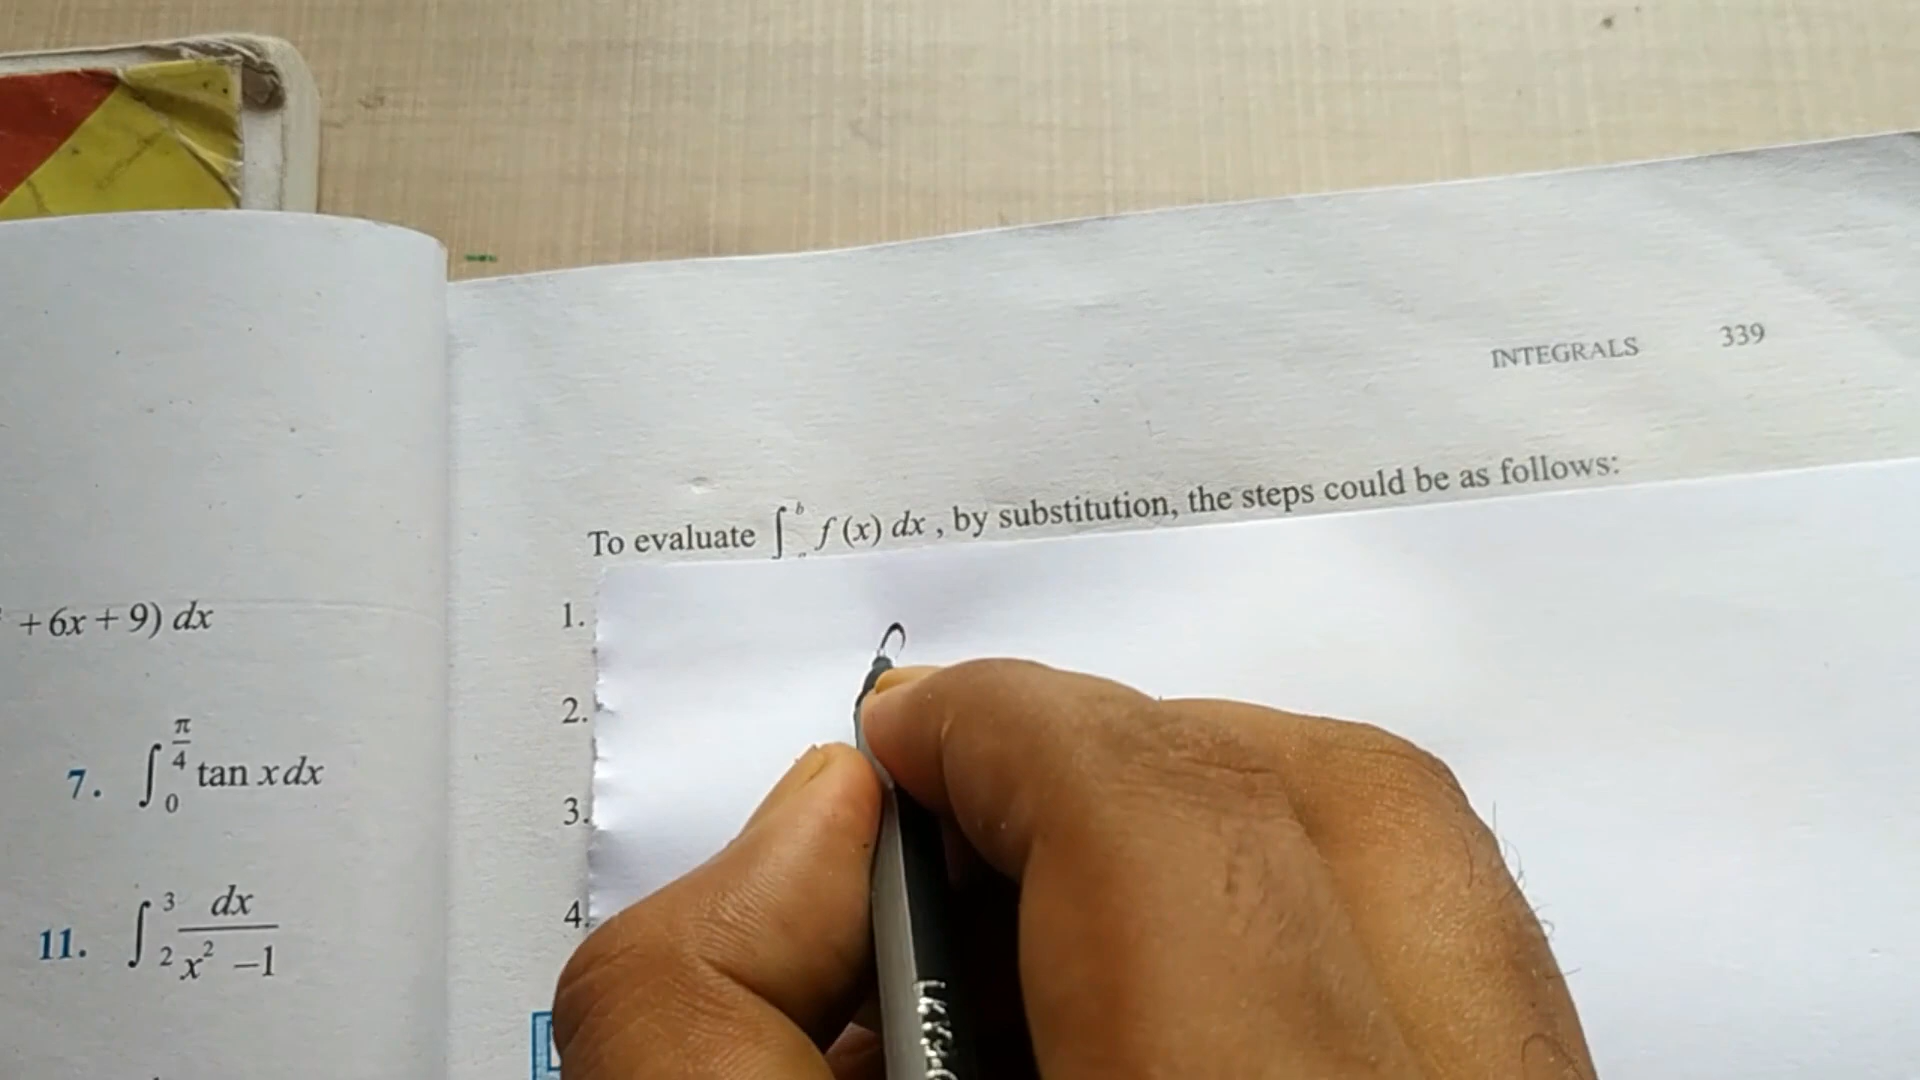 INTEGRALS 339
To evaluate ∫ᵇ f (x) dx , by substitution, the steps could be as follows:
1.
2.
3.
4.
+6x + 9) dx
7. ∫₀^{π/4} tan x dx
11. ∫₂³ dx / (x² – 1)